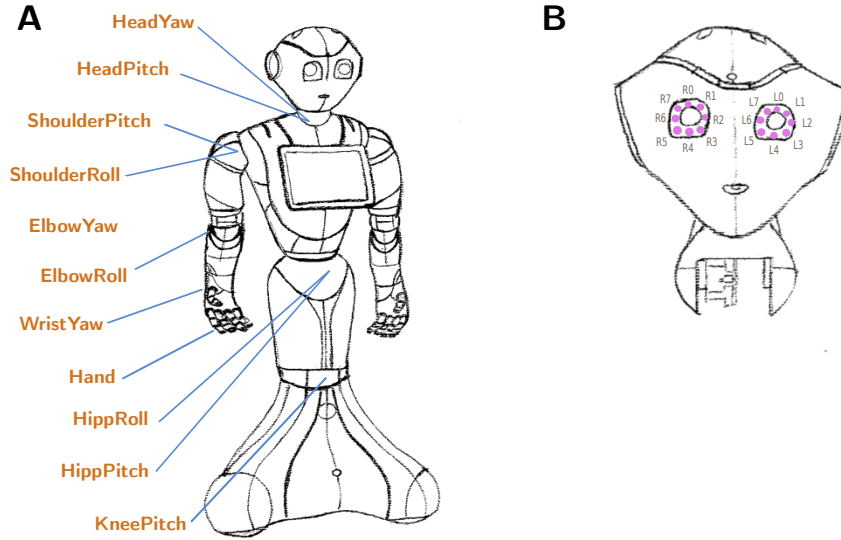 A
HeadYaw
HeadPitch
ShoulderPitch
ShoulderRoll
ElbowYaw
ElbowRoll
WristYaw
Hand
HippRoll
HippPitch
KneePitch
B
R0
R7
R1
R6
R2
R5
R3
R4
L0
L7
L1
L6
L2
L5
L3
L4